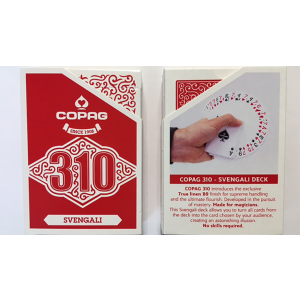 COPAG
SINCE 1908
310
SVENGALI
COPAG 310 - SVENGALI DECK
COPAG 310 introduces the exclusive
True linen B9 finish for supreme handling
and the ultimate flourish. Developed in the pursuit
of masters. Made for magicians.
This Svengali deck allows you to turn all cards from
the deck into the card chosen by your audience,
creating an astonishing illusion.
No skills required.